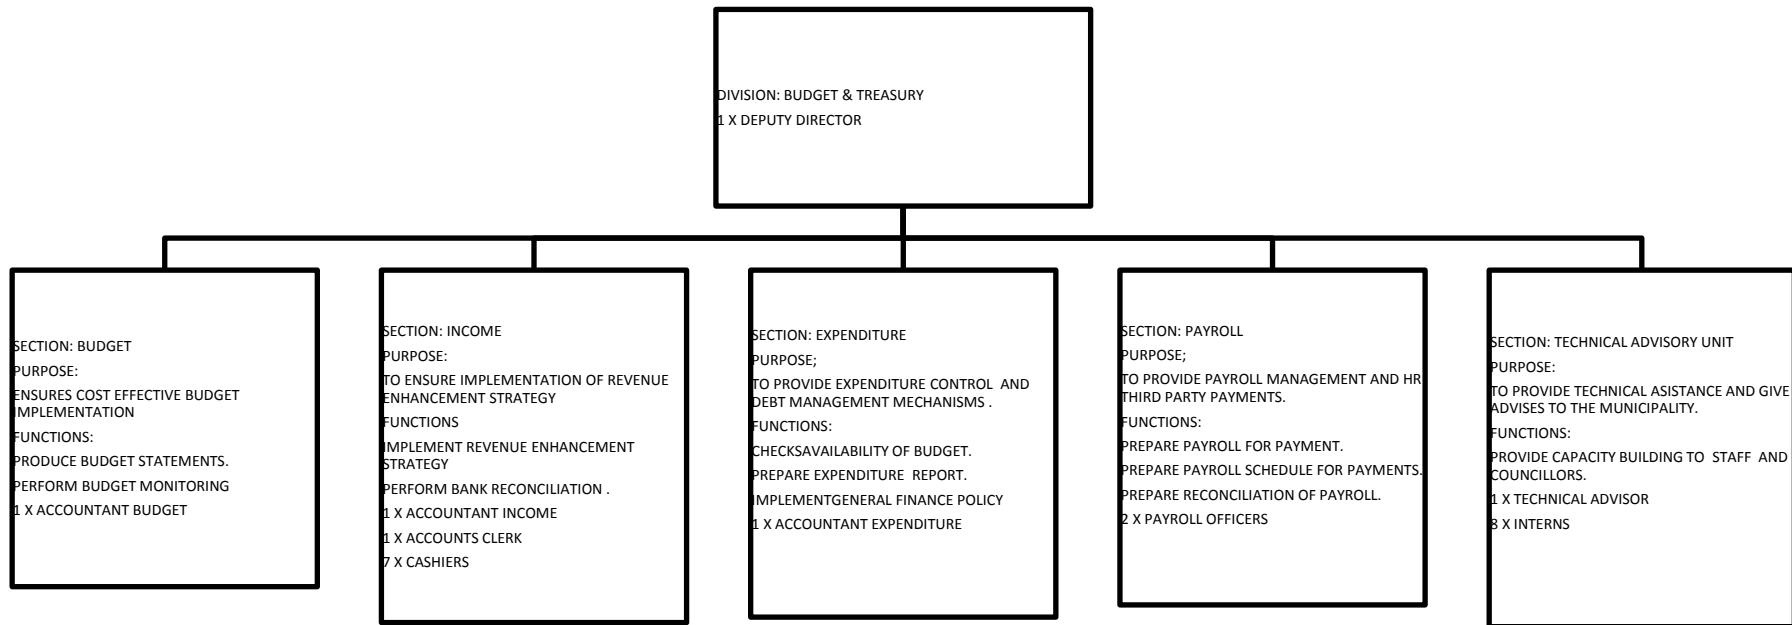 DIVISION: BUDGET & TREASURY
1 X DEPUTY DIRECTOR
SECTION: BUDGET
PURPOSE:
ENSURES COST EFFECTIVE BUDGET
IMPLEMENTATION
FUNCTIONS:
PRODUCE BUDGET STATEMENTS.
PERFORM BUDGET MONITORING
1 X ACCOUNTANT BUDGET
SECTION: INCOME
PURPOSE:
TO ENSURE IMPLEMENTATION OF REVENUE
ENHANCEMENT STRATEGY
FUNCTIONS
IMPLEMENT REVENUE ENHANCEMENT
STRATEGY
PERFORM BANK RECONCILIATION .
1 X ACCOUNTANT INCOME
1 X ACCOUNTS CLERK
7 X CASHIERS
SECTION: EXPENDITURE
PURPOSE;
TO PROVIDE EXPENDITURE CONTROL AND
DEBT MANAGEMENT MECHANISMS .
FUNCTIONS:
CHECKSAVAILABILITY OF BUDGET.
PREPARE EXPENDITURE REPORT.
IMPLEMENTGENERAL FINANCE POLICY
1 X ACCOUNTANT EXPENDITURE
SECTION: PAYROLL
PURPOSE;
TO PROVIDE PAYROLL MANAGEMENT AND HR
THIRD PARTY PAYMENTS.
FUNCTIONS:
PREPARE PAYROLL FOR PAYMENT.
PREPARE PAYROLL SCHEDULE FOR PAYMENTS.
PREPARE RECONCILIATION OF PAYROLL.
2 X PAYROLL OFFICERS
SECTION: TECHNICAL ADVISORY UNIT
PURPOSE:
TO PROVIDE TECHNICAL ASISTANCE AND GIVE
ADVISES TO THE MUNICIPALITY.
FUNCTIONS:
PROVIDE CAPACITY BUILDING TO STAFF AND
COUNCILLORS.
1 X TECHNICAL ADVISOR
8 X INTERNS